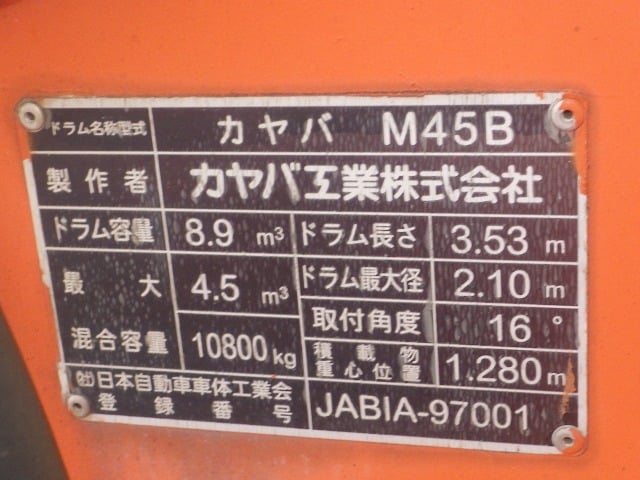 ドラム名称型式 カヤバ M45B
製作者 カヤバ工業株式会社
ドラム容量 8.9 m³ ドラム長さ 3.53 m
最大混合容量 4.5 m³ ドラム最大径 2.10 m
10800kg 取付角度 16°
積載物重心位置 1.280 m
㈳日本自動車車体工業会
登録番号 JABIA-97001